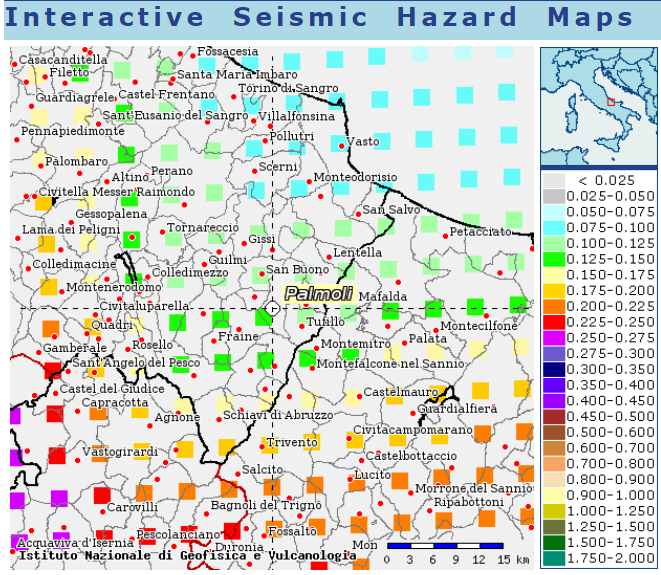 Interactive Seismic Hazard Maps
Fossacesia
Casacanditella
Filetto
Santa Maria Imbaro
Guardiagrele
Castel Frentano
Torino di Sangro
Sant'Eusanio del Sangro
Villalfonsina
Pennapiedimonte
Pollutri
Vasto
Palombaro
Scerni
Altino
Perano
Monteodorisio
Civitella Messer Raimondo
Gessopalena
San Salvo
Lama dei Peligni
Tornareccio
Gissi
Petacciato
Lentella
Colledimacine
Guilmi
Colledimezzo
San Buono
Montenerodomo
Palmoli
Mafalda
Civitaluparella
Quadri
Tufillo
Montecilfone
Fraine
Palata
Gamberale
Rosello
Montemitro
Sant'Angelo del Pesco
Montefalcone nel Sannio
Castel del Giudice
Castelmauro
Capracotta
Agnone
Schiavi di Abruzzo
Guardialfiera
Civitacampomarano
Trivento
Vastogirardi
Castelbottaccio
Salcito
Lucito
Morrone del Sannio
Carovilli
Bagnoli del Trigno
Ripabottoni
Pescolanciano
Fossalto
Acquaviva d'Isernia
Duronia
Mon
Istituto Nazionale di Geofisica e Vulcanologia
0 3 6 9 12 15 km
< 0.025
0.025-0.050
0.050-0.075
0.075-0.100
0.100-0.125
0.125-0.150
0.150-0.175
0.175-0.200
0.200-0.225
0.225-0.250
0.250-0.275
0.275-0.300
0.300-0.350
0.350-0.400
0.400-0.450
0.450-0.500
0.500-0.600
0.600-0.700
0.700-0.800
0.800-0.900
0.900-1.000
1.000-1.250
1.250-1.500
1.500-1.750
1.750-2.000